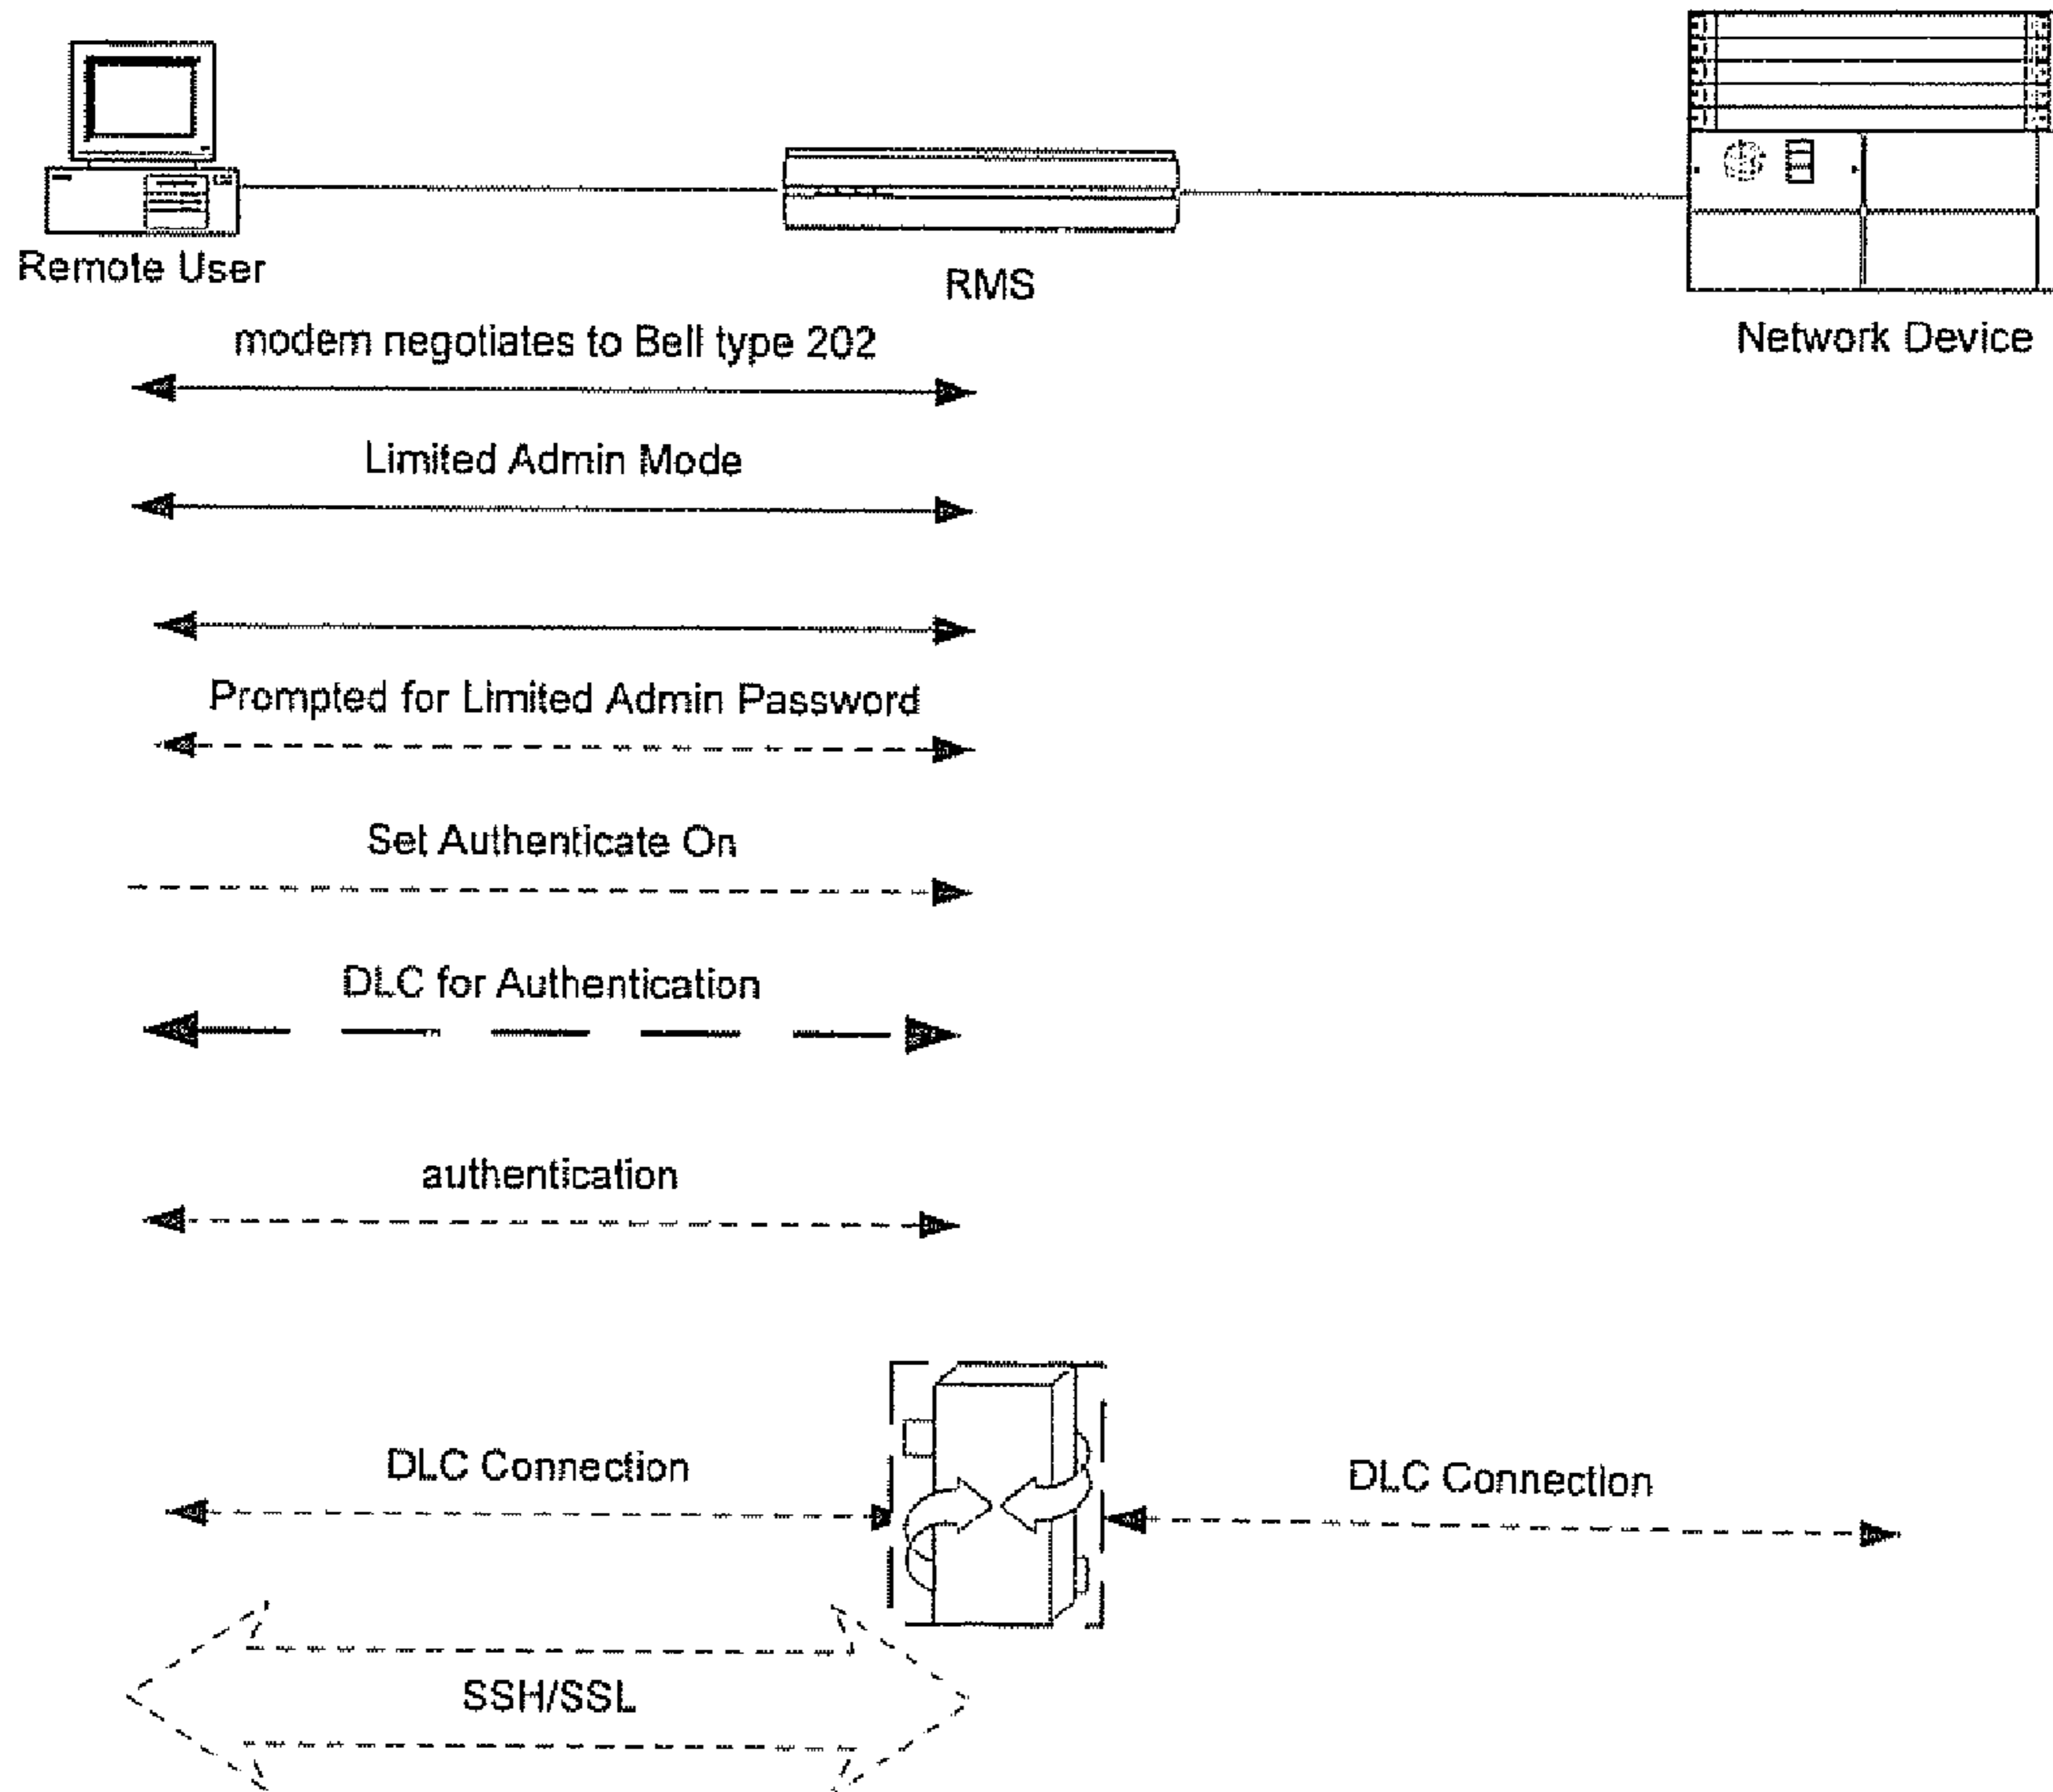 Remote User
RMS
Network Device
modem negotiates to Bell type 202
Limited Admin Mode
Prompted for Limited Admin Password
Set Authenticate On
DLC for Authentication
authentication
DLC Connection
DLC Connection
SSH/SSL